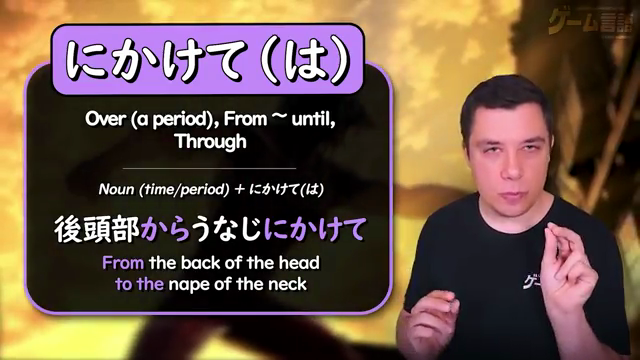 ゲーム言語
にかけて(は)
Over (a period), From ～ until,
Through
Noun (time/period) + にかけて(は)
後頭部からうなじにかけて
From the back of the head
to the nape of the neck